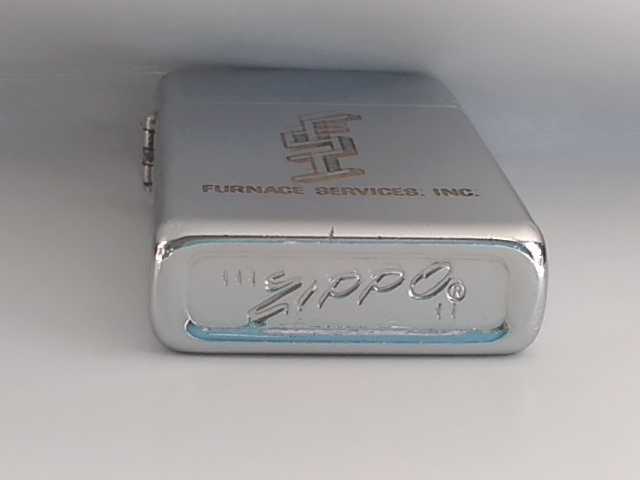 FURNACE SERVICES, INC.
ZIPPO®